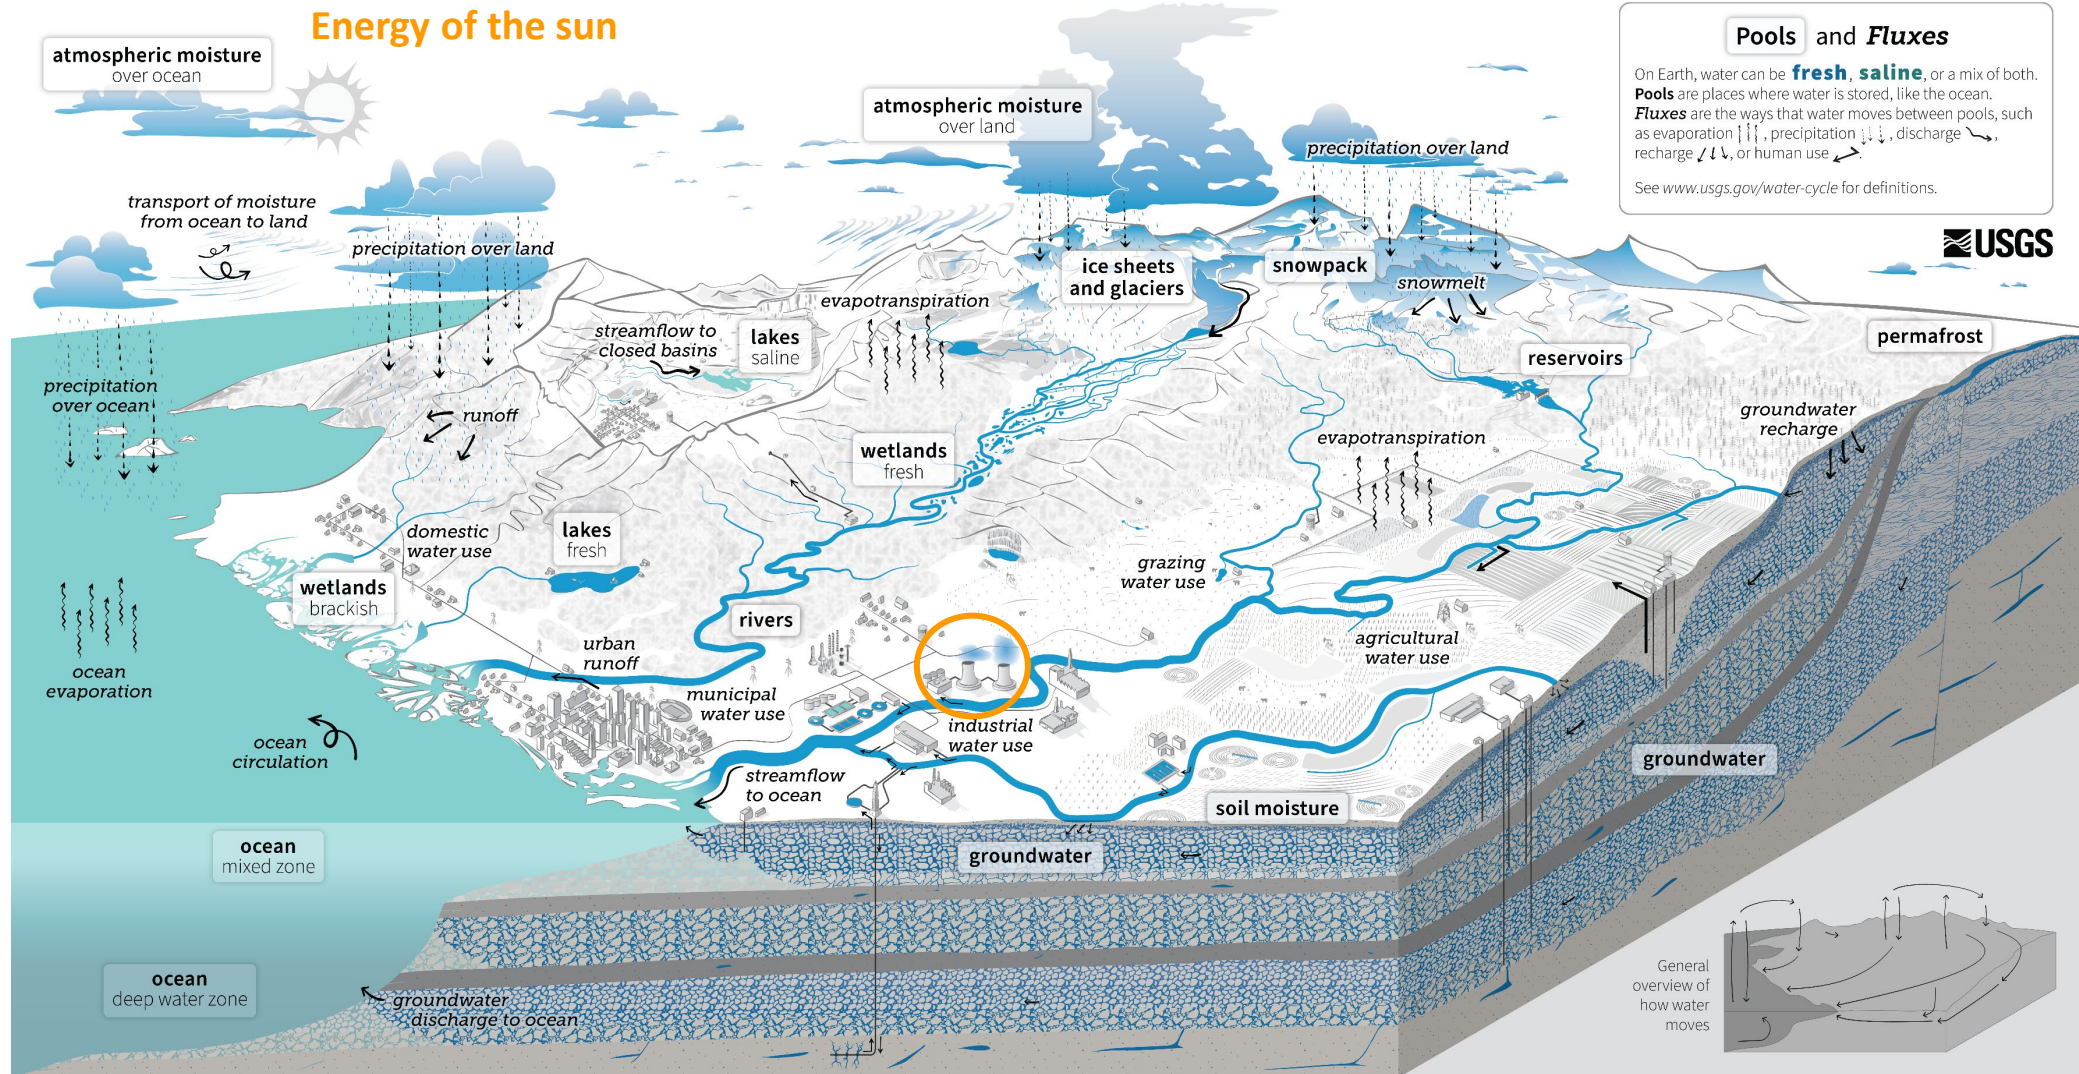 Energy of the sun
atmospheric moisture
over ocean
atmospheric moisture
over land
Pools and Fluxes
On Earth, water can be fresh, saline, or a mix of both.
Pools are places where water is stored, like the ocean.
Fluxes are the ways that water moves between pools, such
as evaporation, precipitation, discharge,
recharge, or human use.
See www.usgs.gov/water-cycle for definitions.
USGS
precipitation over land
transport of moisture
from ocean to land
precipitation over land
ice sheets
and glaciers
snowpack
snowmelt
evapotranspiration
streamflow to
closed basins
lakes
saline
permafrost
reservoirs
precipitation
over ocean
runoff
groundwater
recharge
evapotranspiration
wetlands
fresh
domestic
water use
lakes
fresh
grazing
water use
wetlands
brackish
rivers
urban
runoff
agricultural
water use
ocean
evaporation
municipal
water use
industrial
water use
ocean
circulation
streamflow
to ocean
groundwater
soil moisture
ocean
mixed zone
groundwater
ocean
deep water zone
groundwater
discharge to ocean
General
overview of
how water
moves